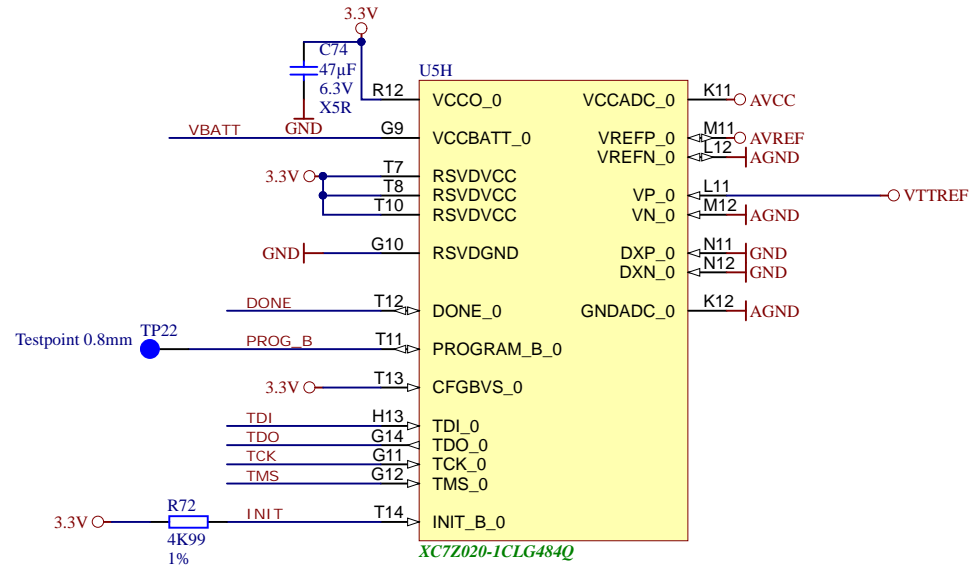 3.3V
C74
47µF
6.3V
X5R
GND
U5H
R12 VCCO_0 VCCADC_0 K11 AVCC
VBATT G9 VCCBATT_0 VREFP_0 M11 AVREF
VREFN_0 L12 AGND
3.3V T7 RSVDVCC
T8 RSVDVCC VP_0 L11 VTTREF
T10 RSVDVCC VN_0 M12 AGND
GND G10 RSVDGND DXP_0 N11 GND
DXN_0 N12 GND
DONE T12 DONE_0 GNDADC_0 K12 AGND
Testpoint 0.8mm TP22 PROG_B T11 PROGRAM_B_0
3.3V T13 CFGBVS_0
TDI H13 TDI_0
TDO G14 TDO_0
TCK G11 TCK_0
TMS G12 TMS_0
R72
3.3V INIT T14 INIT_B_0
4K99
1%
XC7Z020-1CLG484Q